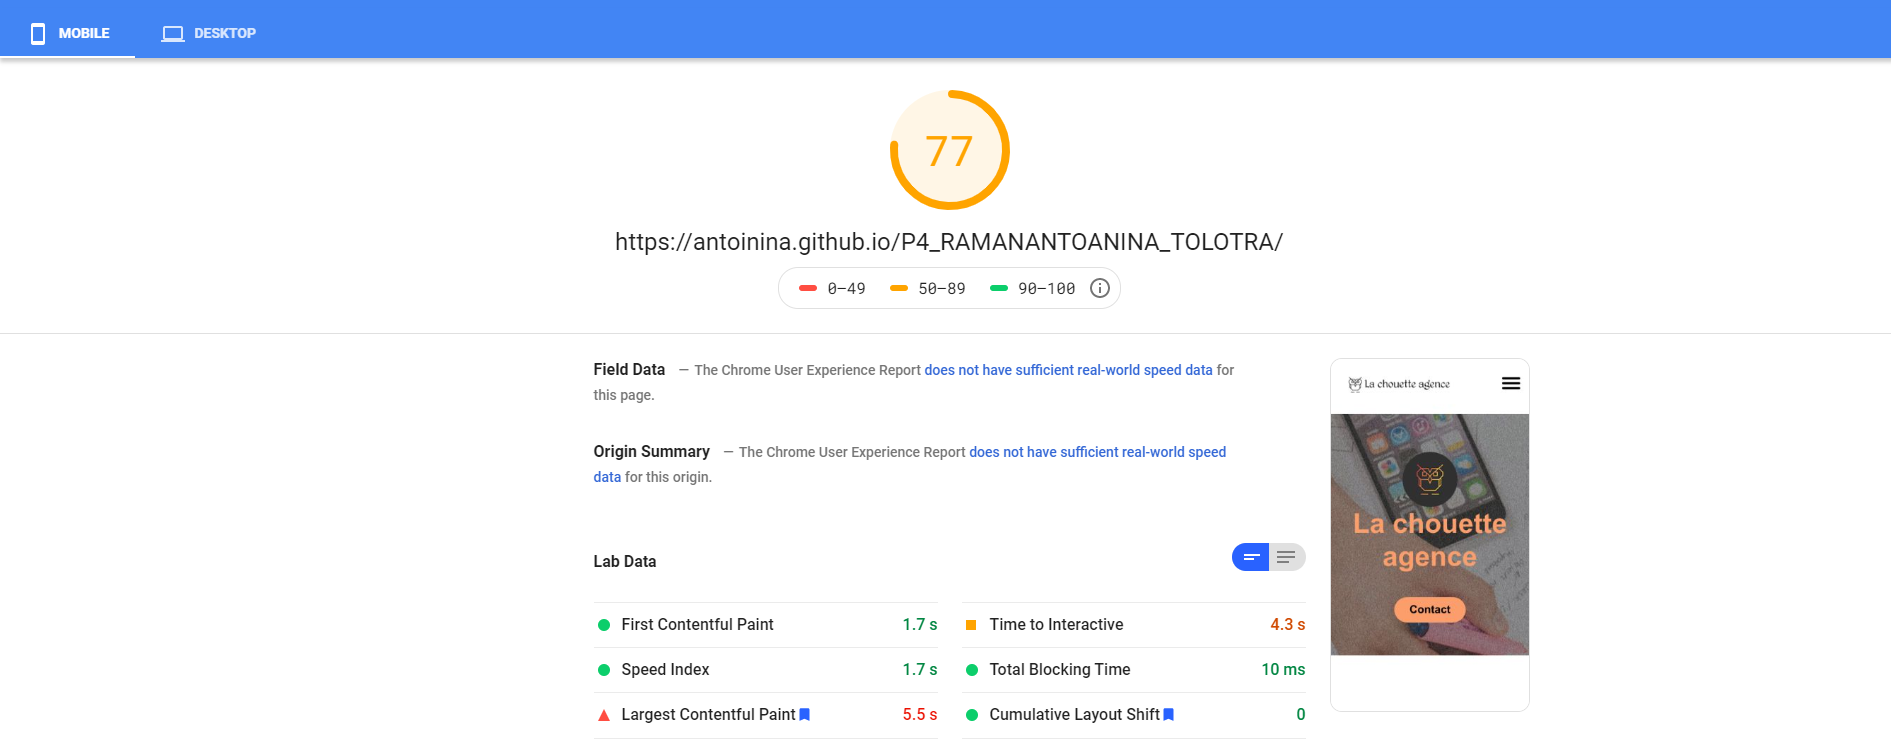 MOBILE
DESKTOP
77
https://antoinina.github.io/P4_RAMANANTOANINA_TOLOTRA/
0–49 50–89 90–100
Field Data — The Chrome User Experience Report does not have sufficient real-world speed data for
this page.
Origin Summary — The Chrome User Experience Report does not have sufficient real-world speed
data for this origin.
Lab Data
First Contentful Paint 1.7 s
Time to Interactive 4.3 s
Speed Index 1.7 s
Total Blocking Time 10 ms
Largest Contentful Paint 5.5 s
Cumulative Layout Shift 0
La chouette agence
La chouette
agence
Contact